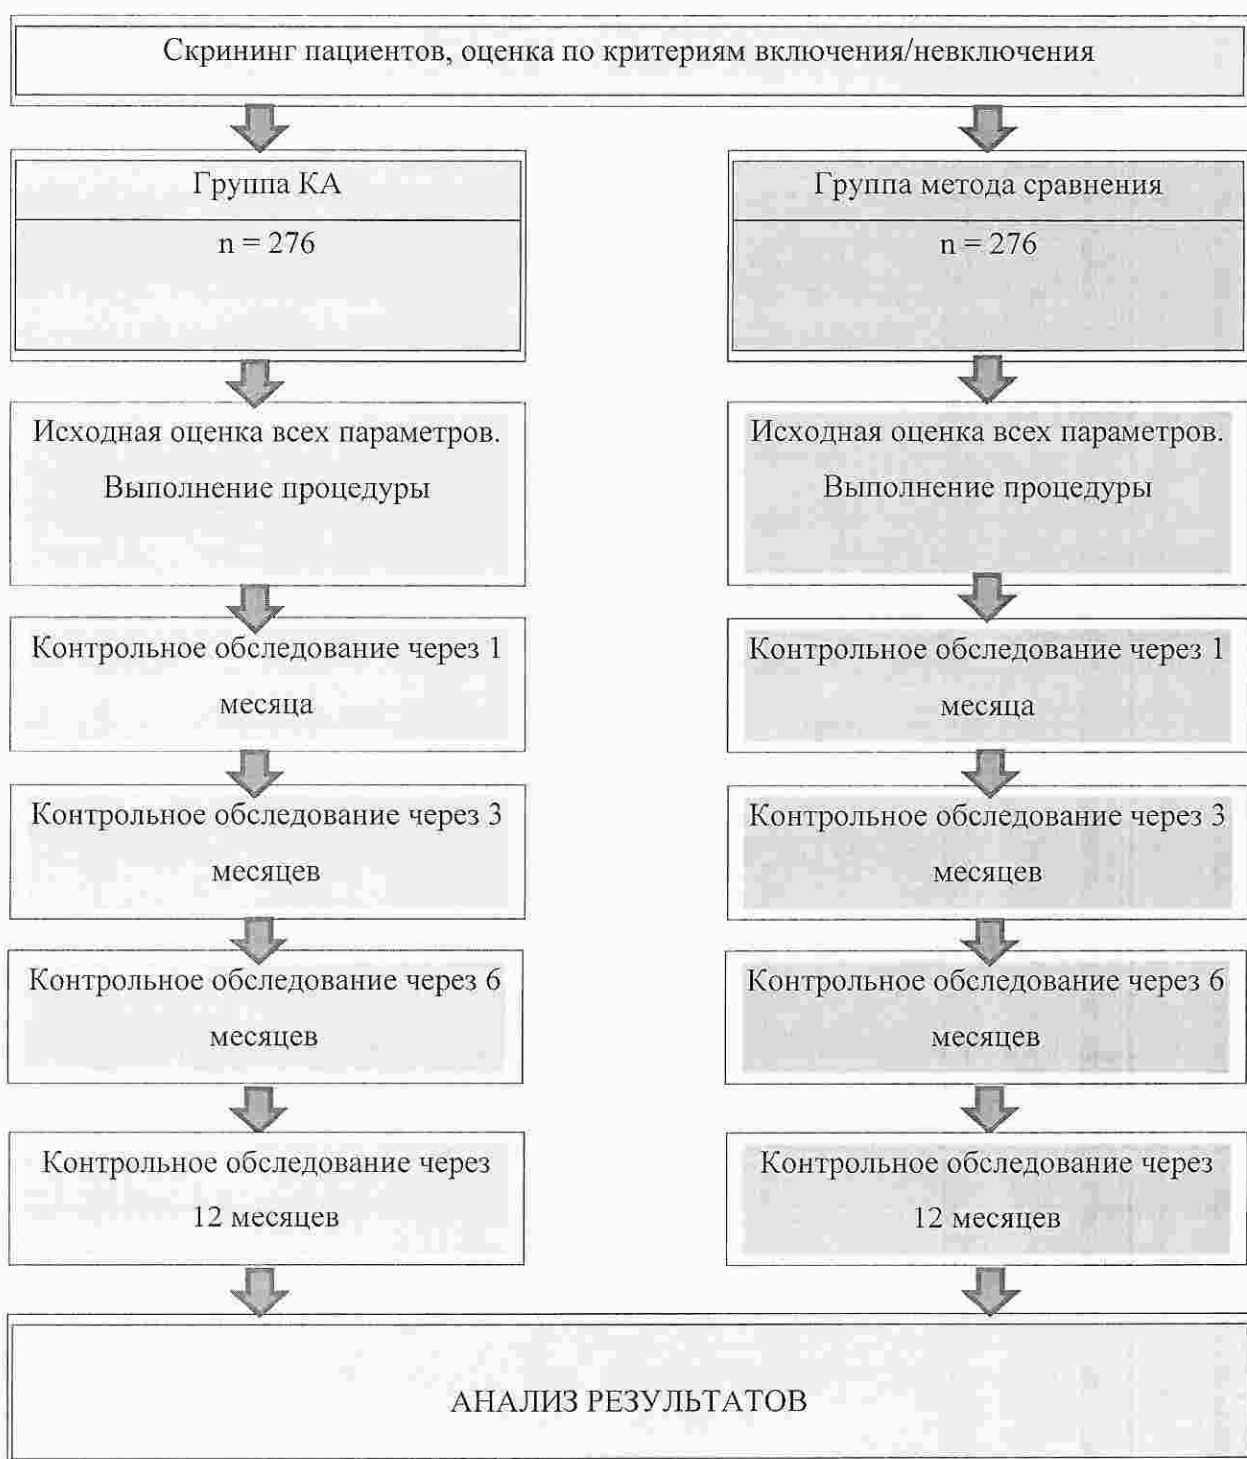 Скрининг пациентов, оценка по критериям включения/невключения
Группа КА
n = 276
Исходная оценка всех параметров.
Выполнение процедуры
Контрольное обследование через 1
месяца
Контрольное обследование через 3
месяцев
Контрольное обследование через 6
месяцев
Контрольное обследование через
12 месяцев
Группа метода сравнения
n = 276
Исходная оценка всех параметров.
Выполнение процедуры
Контрольное обследование через 1
месяца
Контрольное обследование через 3
месяцев
Контрольное обследование через 6
месяцев
Контрольное обследование через
12 месяцев
АНАЛИЗ РЕЗУЛЬТАТОВ